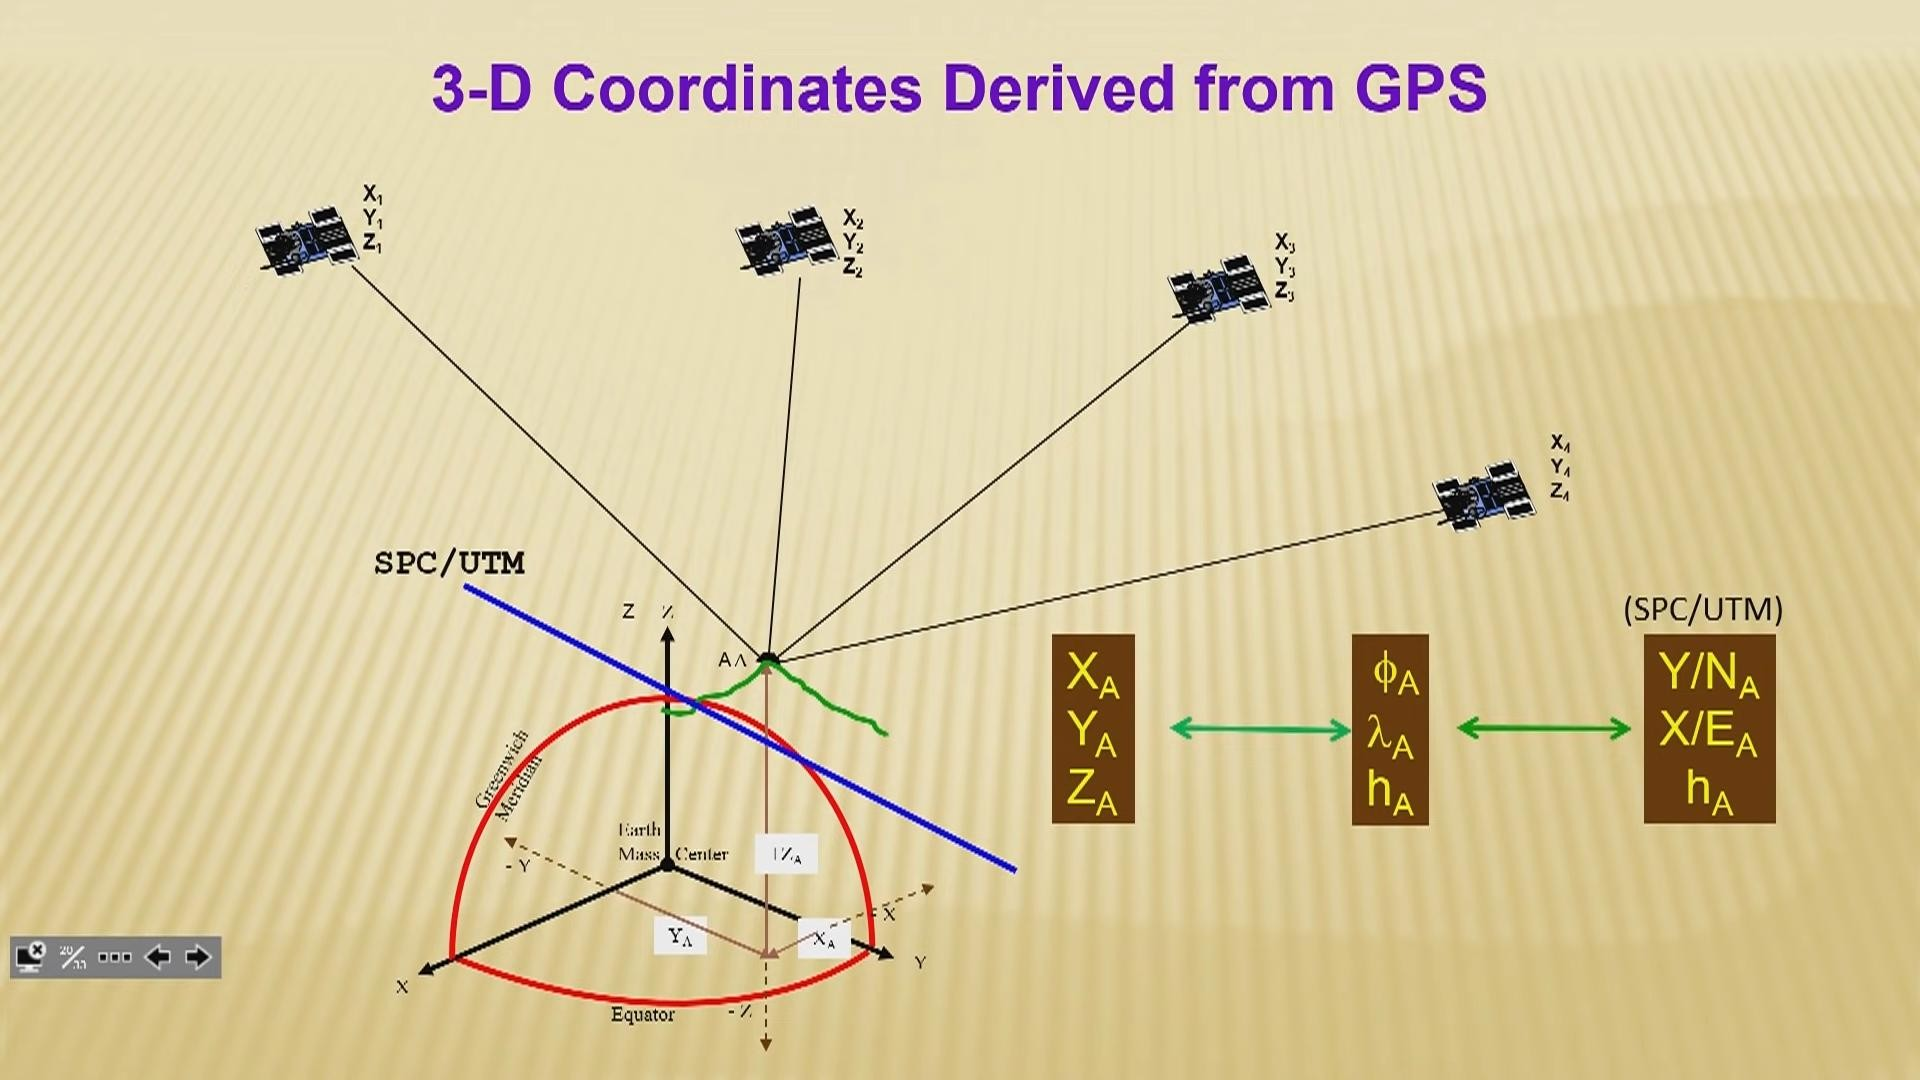 3-D Coordinates Derived from GPS
X1
Y1
Z1
X2
Y2
Z2
X3
Y3
Z3
X4
Y4
Z4
SPC/UTM
Z Z
A
(SPC/UTM)
XA
YA
ZA
ϕA
λA
hA
Y/NA
X/EA
hA
Greenwich
Meridian
Earth
Mass Center
- Y
ZA
- X
YA
XA
X
Y
Equator
- Z
20/33